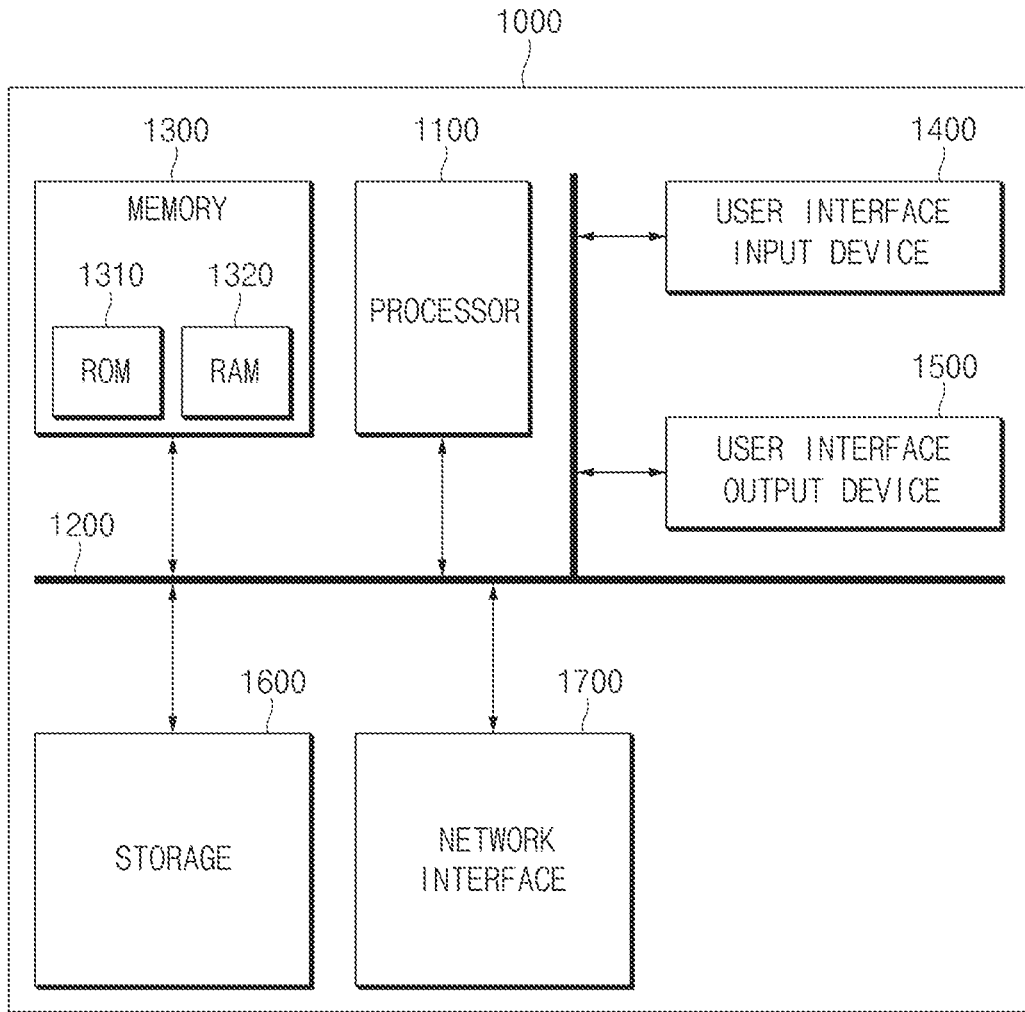 1000
1300
1100
1400
MEMORY
1310
1320
ROM
RAM
PROCESSOR
USER INTERFACE
INPUT DEVICE
1500
USER INTERFACE
OUTPUT DEVICE
1200
1600
1700
STORAGE
NETWORK
INTERFACE